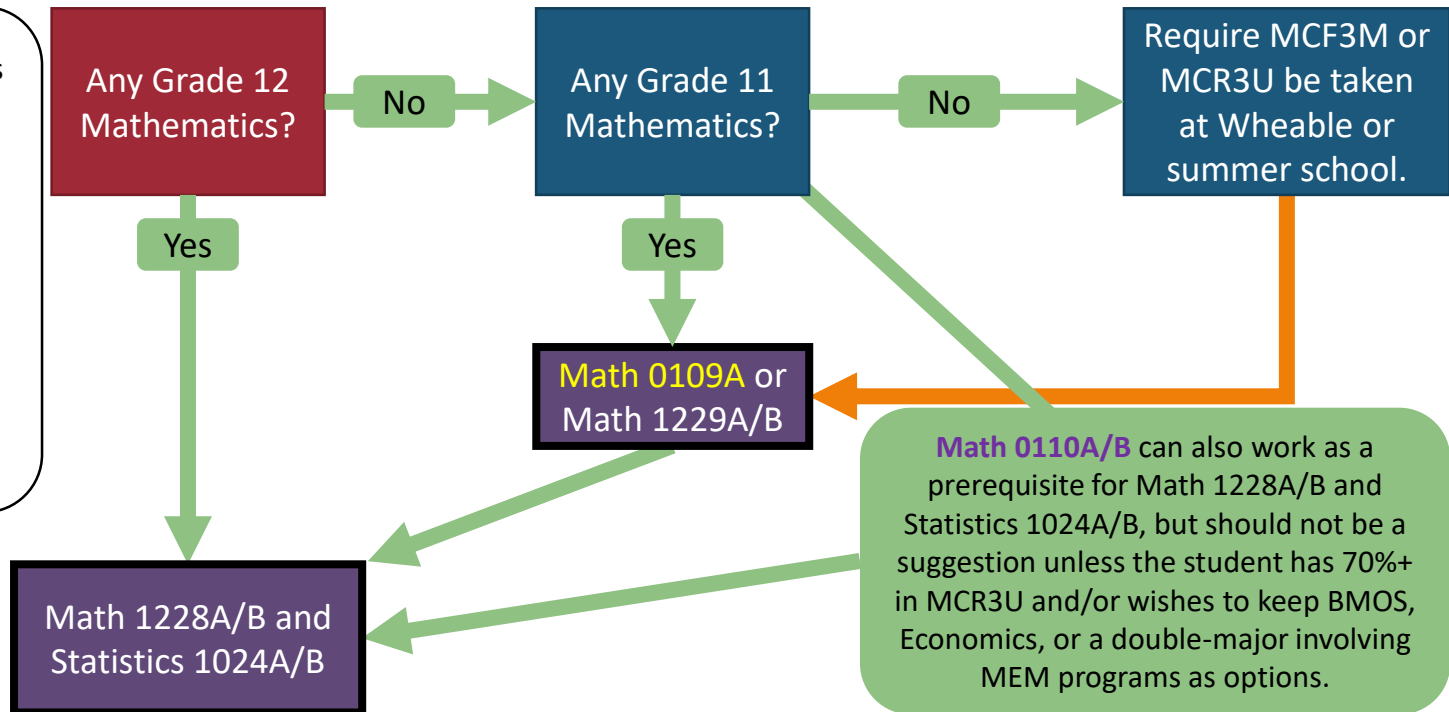 s
Any Grade 12
Mathematics?
No
Any Grade 11
Mathematics?
No
Require MCF3M or
MCR3U be taken
at Wheable or
summer school.
Yes
Yes
Math 0109A or
Math 1229A/B
Math 0110A/B can also work as a
prerequisite for Math 1228A/B and
Statistics 1024A/B, but should not be a
suggestion unless the student has 70%+
in MCR3U and/or wishes to keep BMOS,
Economics, or a double-major involving
MEM programs as options.
Math 1228A/B and
Statistics 1024A/B